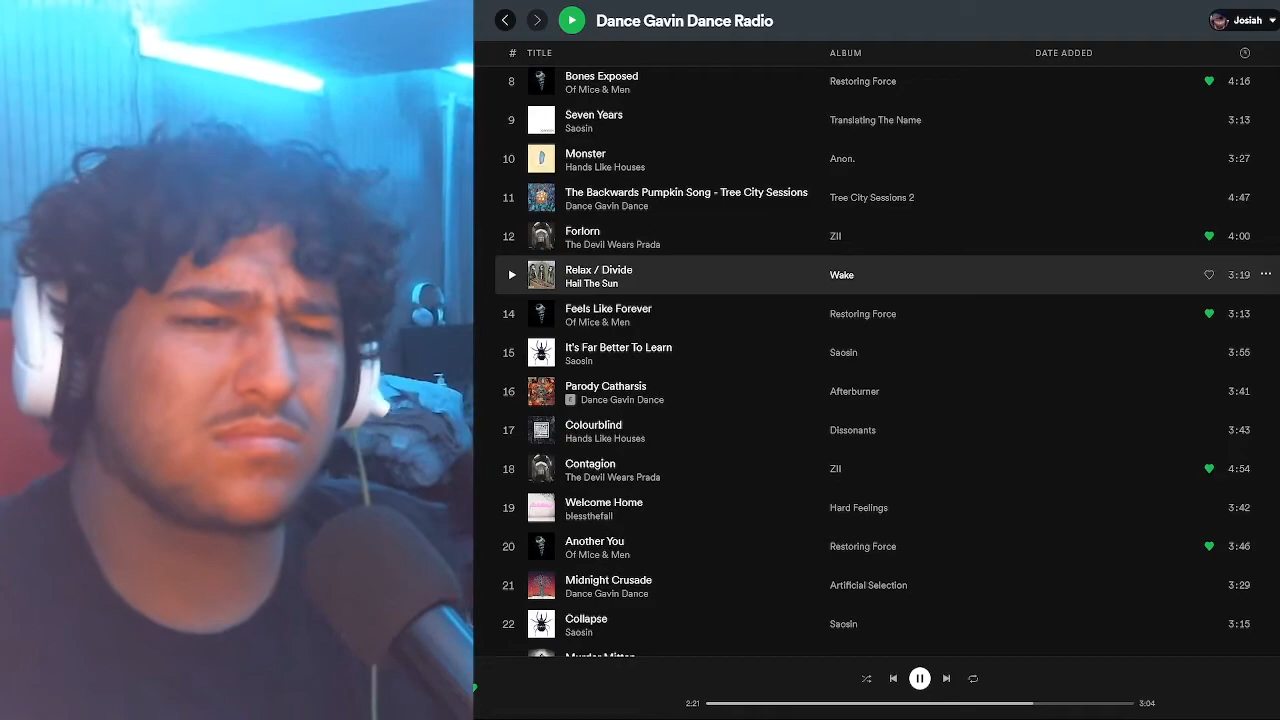 Dance Gavin Dance Radio
Josiah
# TITLE ALBUM DATE ADDED
8 Bones Exposed Restoring Force 4:16
Of Mice & Men
9 Seven Years Translating The Name 3:13
Saosin
10 Monster Anon. 3:27
Hands Like Houses
11 The Backwards Pumpkin Song - Tree City Sessions Tree City Sessions 2 4:47
Dance Gavin Dance
12 Forlorn ZII 4:00
The Devil Wears Prada
Relax / Divide Wake 3:19
Hail The Sun
14 Feels Like Forever Restoring Force 3:13
Of Mice & Men
15 It's Far Better To Learn Saosin 3:55
Saosin
16 Parody Catharsis Afterburner 3:41
E Dance Gavin Dance
17 Colourblind Dissonants 3:43
Hands Like Houses
18 Contagion ZII 4:54
The Devil Wears Prada
19 Welcome Home Hard Feelings 3:42
blessthefall
20 Another You Restoring Force 3:46
Of Mice & Men
21 Midnight Crusade Artificial Selection 3:29
Dance Gavin Dance
22 Collapse Saosin 3:15
Saosin
Murder Mitten
2:21 3:04